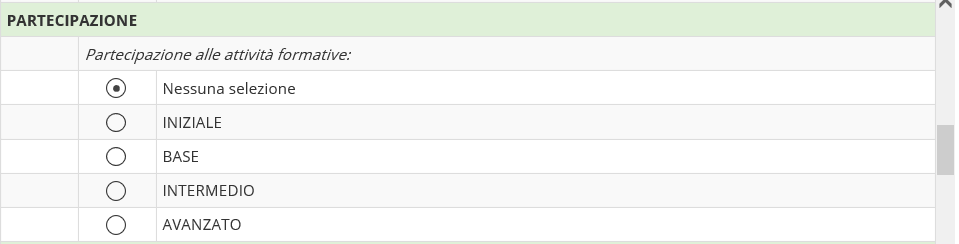 PARTECIPAZIONE
Partecipazione alle attività formative:
Nessuna selezione
INIZIALE
BASE
INTERMEDIO
AVANZATO